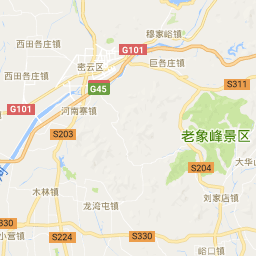 穆家峪镇
西田各庄镇
G101
巨各庄镇
密云区
西田各庄镇
G45
S311
G101
河南寨镇
S203
老象峰景区
S204
大华山
河
木林镇
刘家店镇
龙湾屯镇
S330
S330
小营镇
S224
峪口镇